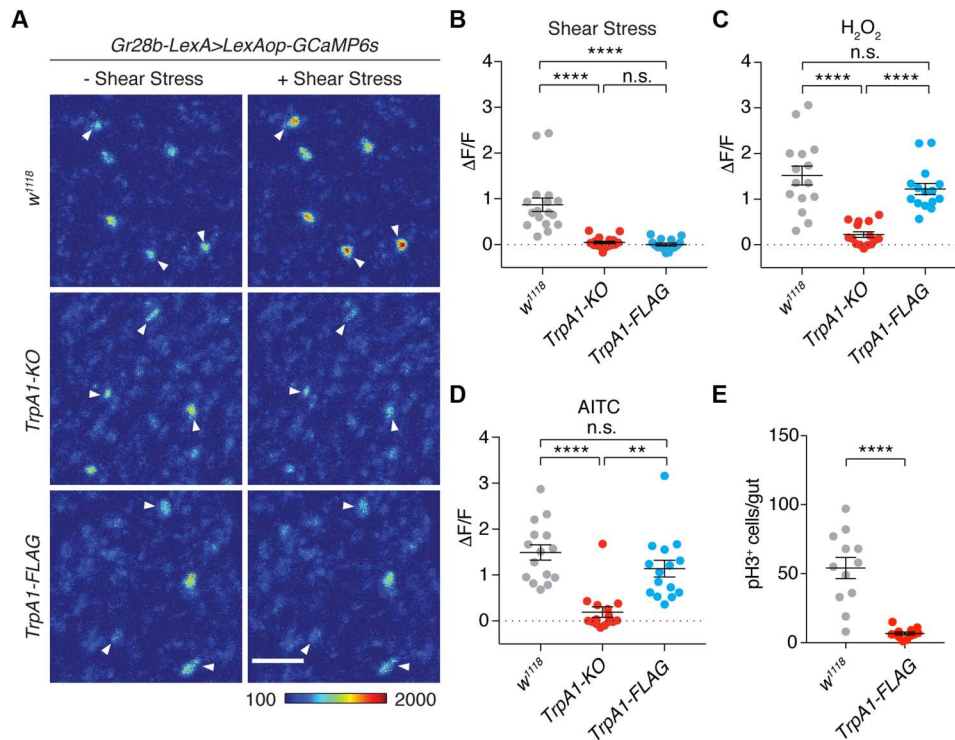 A
Gr28b-LexA>LexAop-GCaMP6s
- Shear Stress
+ Shear Stress
w¹¹¹⁸
TrpA1-KO
TrpA1-FLAG
100
2000
B
Shear Stress
****
****
n.s.
ΔF/F
4
3
2
1
0
w¹¹¹⁸
TrpA1-KO
TrpA1-FLAG
C
H₂O₂
n.s.
****
****
ΔF/F
4
3
2
1
0
w¹¹¹⁸
TrpA1-KO
TrpA1-FLAG
D
AITC
n.s.
****
**
ΔF/F
4
3
2
1
0
w¹¹¹⁸
TrpA1-KO
TrpA1-FLAG
E
****
pH3⁺ cells/gut
150
100
50
0
w¹¹¹⁸
TrpA1-FLAG